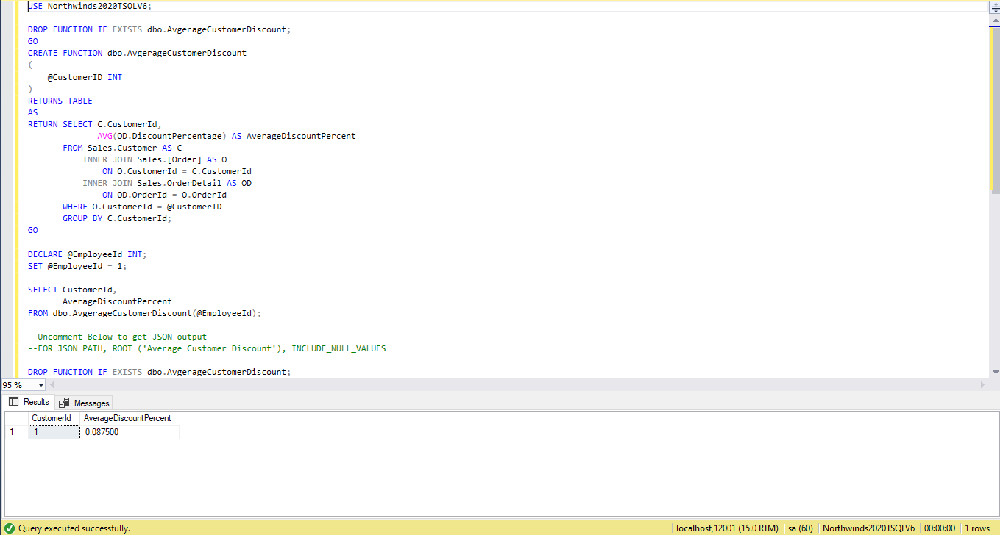 USE Northwinds2020TSQLV6;
DROP FUNCTION IF EXISTS dbo.AvgerageCustomerDiscount;
GO
CREATE FUNCTION dbo.AvgerageCustomerDiscount
(
@CustomerID INT
)
RETURNS TABLE
AS
RETURN SELECT C.CustomerId,
AVG(OD.DiscountPercentage) AS AverageDiscountPercent
FROM Sales.Customer AS C
INNER JOIN Sales.[Order] AS O
ON O.CustomerId = C.CustomerId
INNER JOIN Sales.OrderDetail AS OD
ON OD.OrderId = O.OrderId
WHERE O.CustomerId = @CustomerID
GROUP BY C.CustomerId;
GO
DECLARE @EmployeeId INT;
SET @EmployeeId = 1;
SELECT CustomerId,
AverageDiscountPercent
FROM dbo.AvgerageCustomerDiscount(@EmployeeId);
--Uncomment Below to get JSON output
--FOR JSON PATH, ROOT ('Average Customer Discount'), INCLUDE_NULL_VALUES
DROP FUNCTION IF EXISTS dbo.AvgerageCustomerDiscount;
95 %
Results Messages
CustomerId AverageDiscountPercent
1 1 0.087500
Query executed successfully. localhost,12001 (15.0 RTM) sa (60) Northwinds2020TSQLV6 00:00:00 1 rows